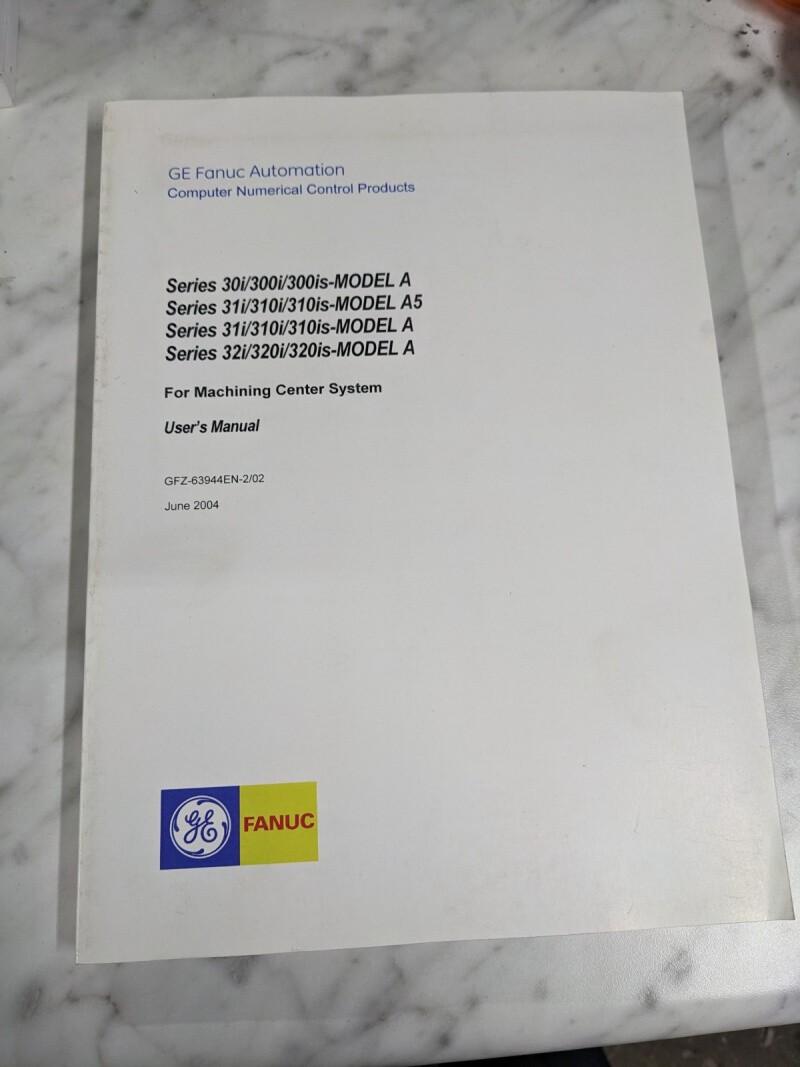 GE Fanuc Automation
Computer Numerical Control Products
Series 30i/300i/300is-MODEL A
Series 31i/310i/310is-MODEL A5
Series 31i/310i/310is-MODEL A
Series 32i/320i/320is-MODEL A
For Machining Center System
User's Manual
GFZ-63944EN-2/02
June 2004
GE FANUC